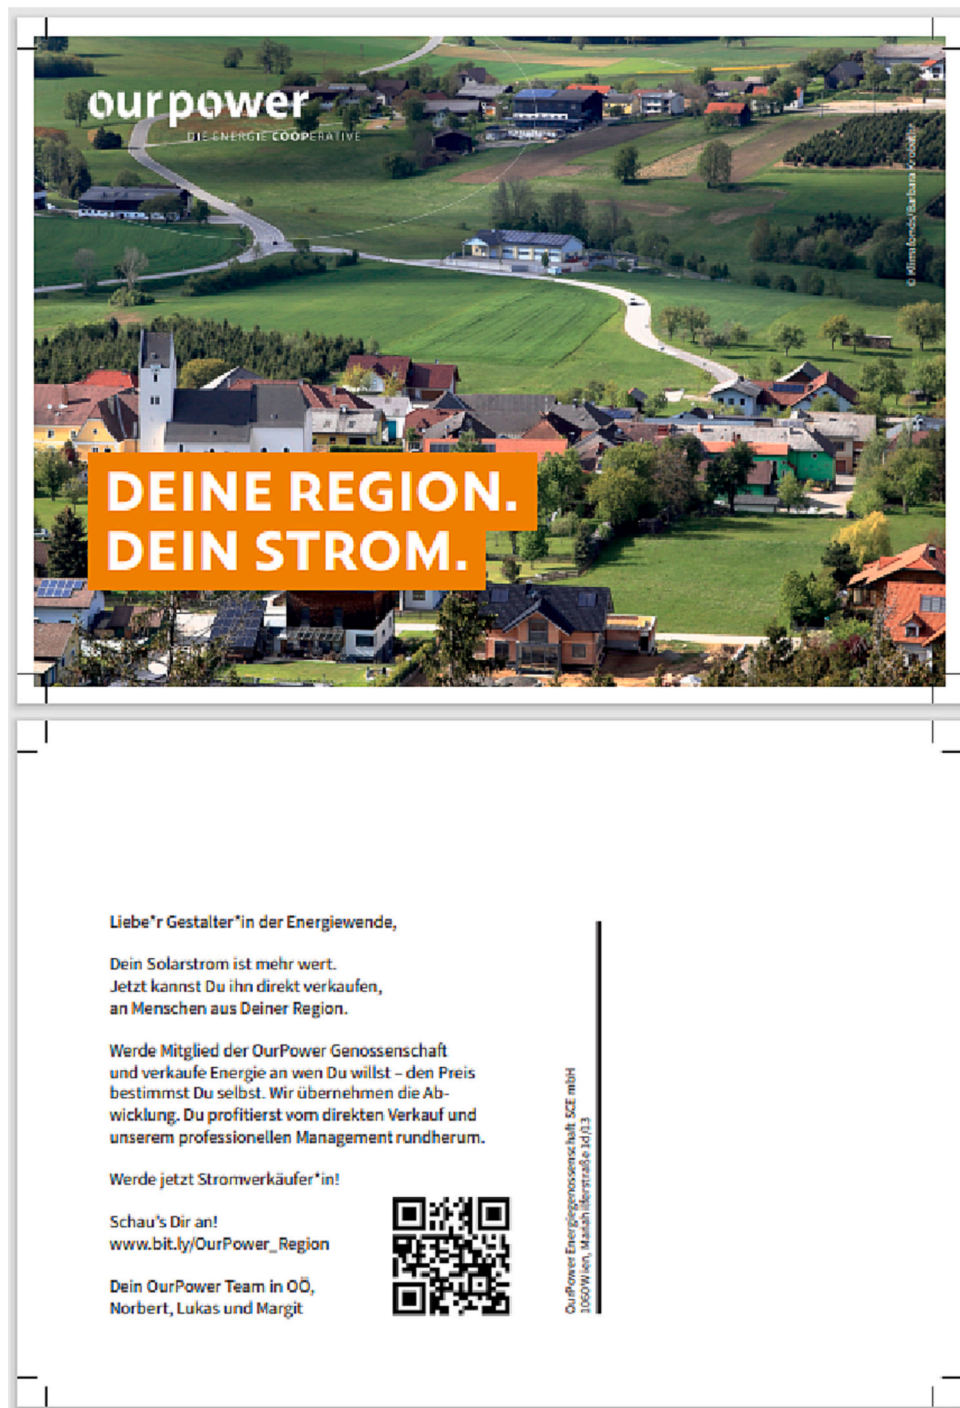 ourpower
DIE ENERGIE COOPERATIVE
© Klimafonds/Barbara
DEINE REGION.
DEIN STROM.
Liebe*r Gestalter*in der Energiewende,
Dein Solarstrom ist mehr wert.
Jetzt kannst Du ihn direkt verkaufen,
an Menschen aus Deiner Region.
Werde Mitglied der OurPower Genossenschaft
und verkaufe Energie an wen Du willst – den Preis
bestimmst Du selbst. Wir übernehmen die Ab-
wicklung. Du profitierst vom direkten Verkauf und
unserem professionellen Management rundherum.
Werde jetzt Stromverkäufer*in!
Schau's Dir an!
www.bit.ly/OurPower_Region
Dein OurPower Team in OÖ,
Norbert, Lukas und Margit
OurPower Energiegenossenschaft SCE mbH
1060 Wien, Mariahilferstraße 1d/13